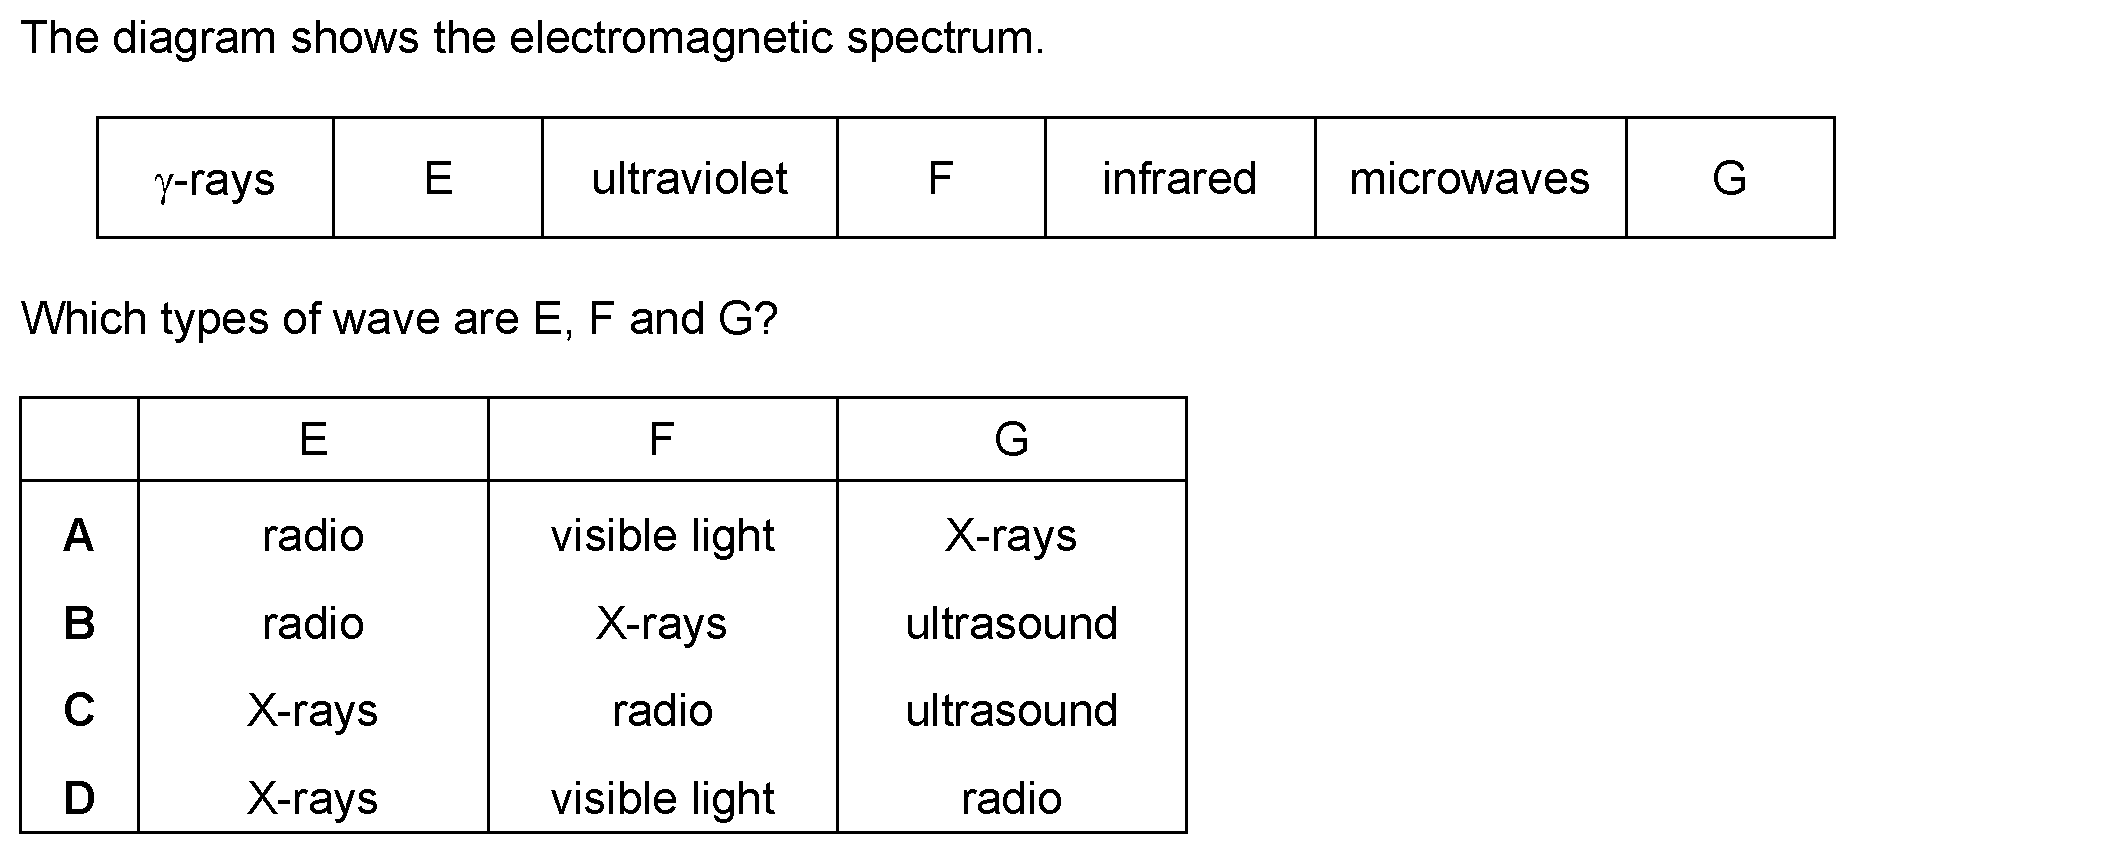 The diagram shows the electromagnetic spectrum.
γ-rays E ultraviolet F infrared microwaves G
Which types of wave are E, F and G?
E F G
A radio visible light X-rays
B radio X-rays ultrasound
C X-rays radio ultrasound
D X-rays visible light radio